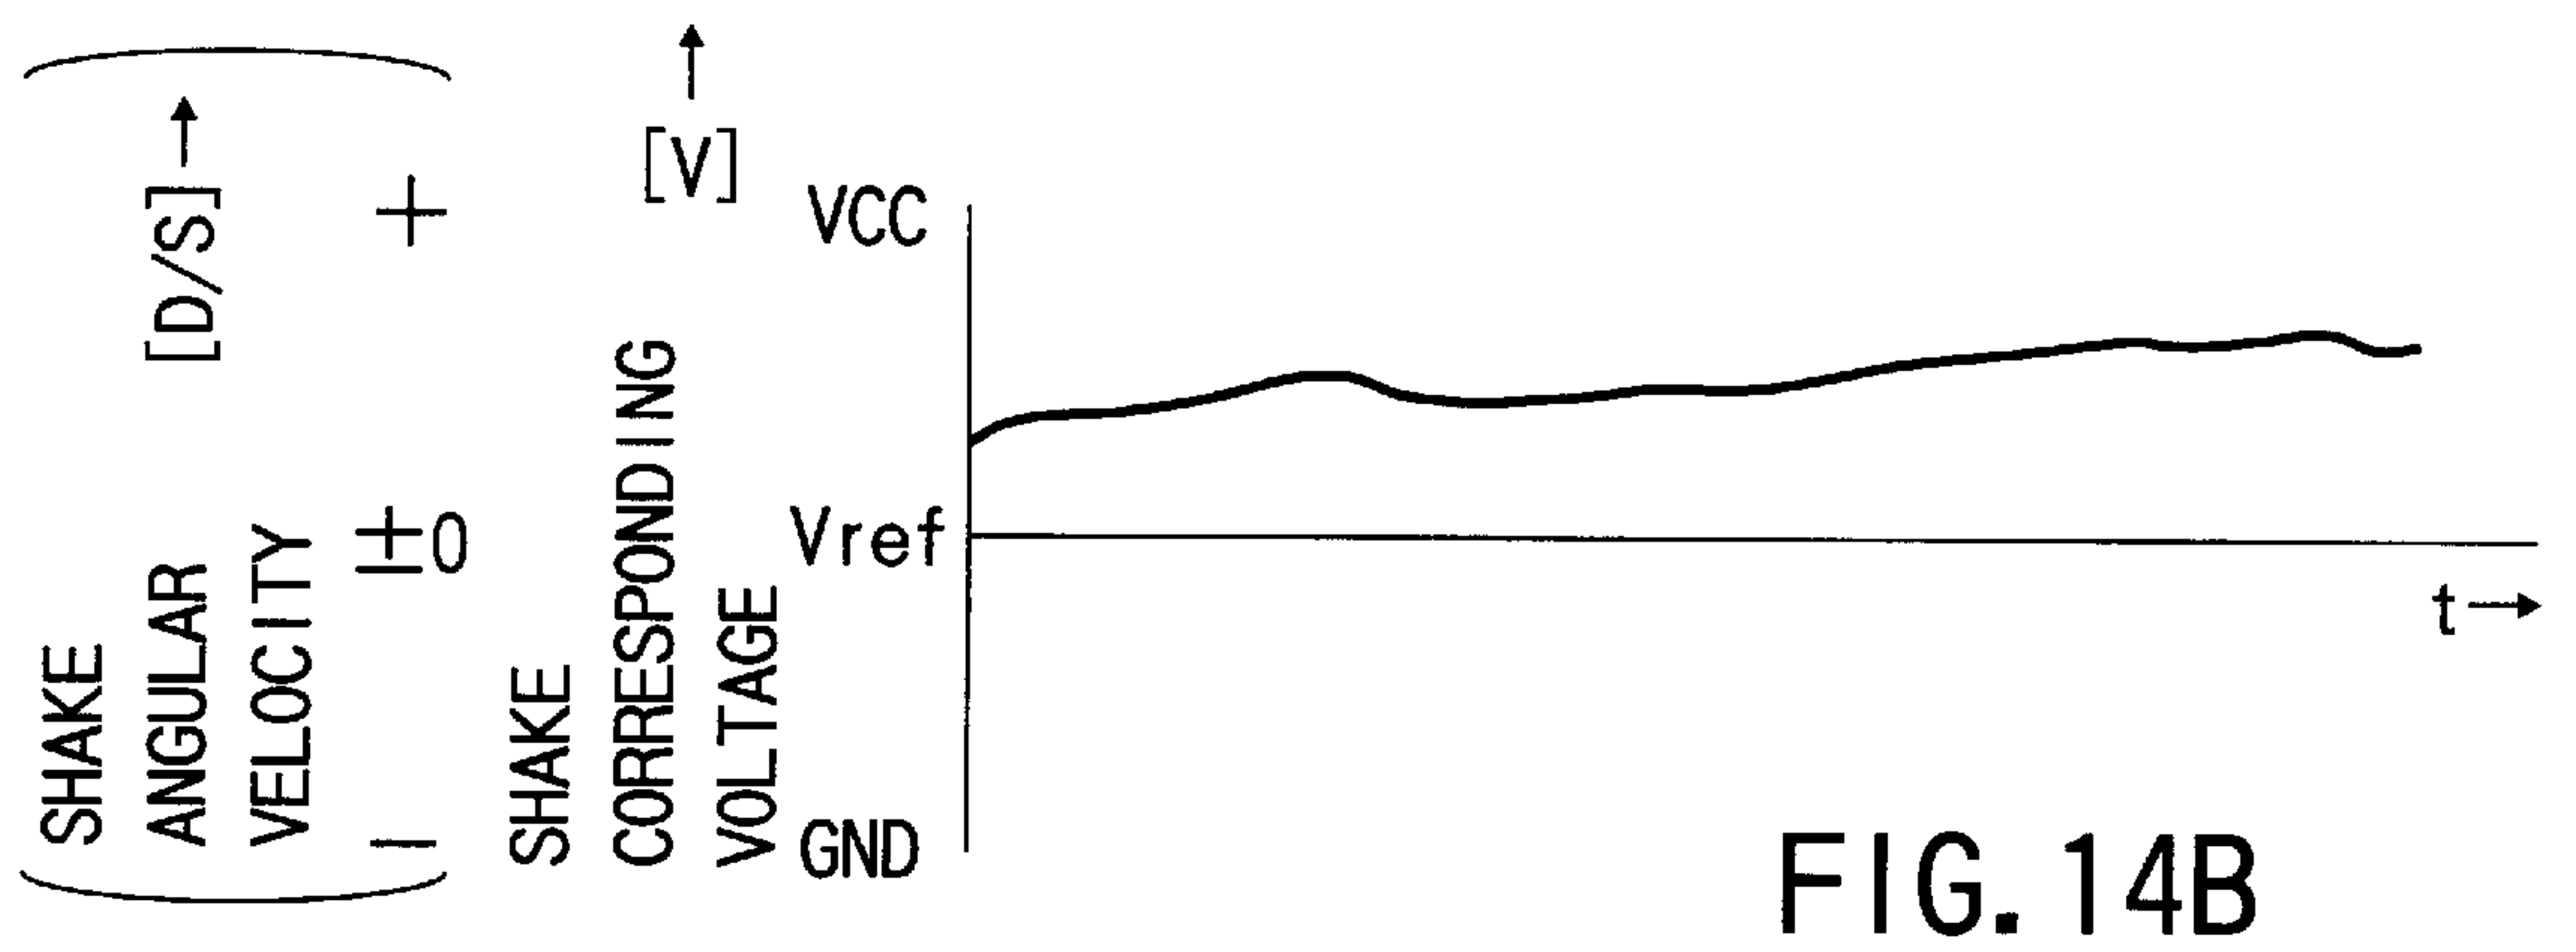 SHAKE
ANGULAR [D/S]→
VELOCITY
+
±0
−
SHAKE
CORRESPONDING [V]→
VOLTAGE
VCC
Vref
GND
t→
FIG.14B